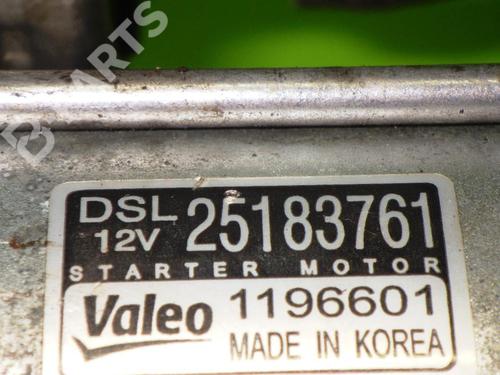 B PARTS
DSL 25183761
12V
STARTER MOTOR
Valeo 1196601
MADE IN KOREA